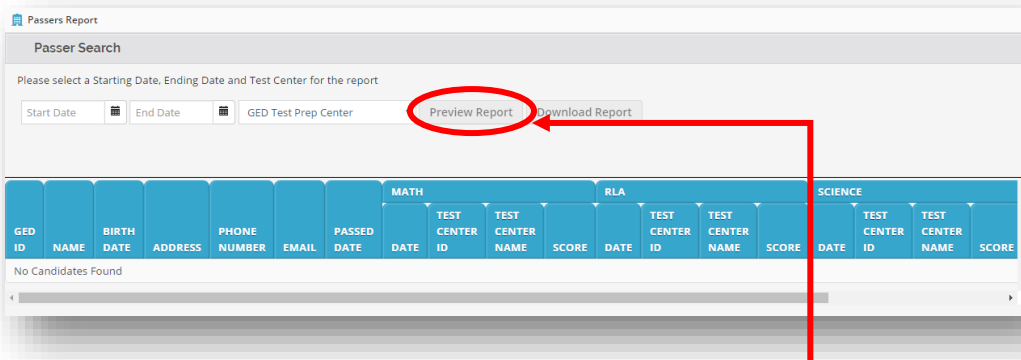 Passers Report
Passer Search
Please select a Starting Date, Ending Date and Test Center for the report
Start Date End Date GED Test Prep Center Preview Report Download Report
MATH RLA SCIENCE
GED ID NAME BIRTH DATE ADDRESS PHONE NUMBER EMAIL PASSED DATE DATE TEST CENTER ID TEST CENTER NAME SCORE DATE TEST CENTER ID TEST CENTER NAME SCORE DATE TEST CENTER ID TEST CENTER NAME SCORE
No Candidates Found